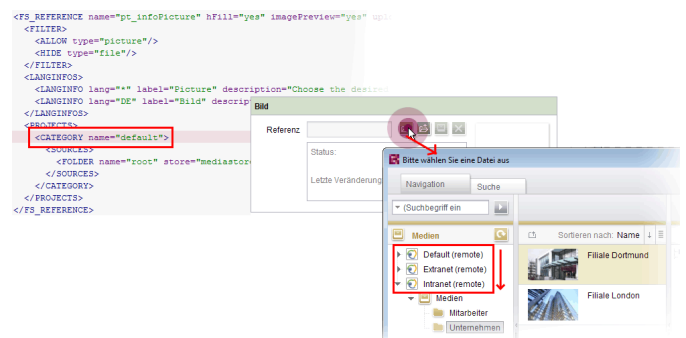 <FS_REFERENCE name="pt_infoPicture" hFill="yes" imagePreview="yes" upl
<FILTER>
<ALLOW type="picture"/>
<HIDE type="file"/>
</FILTER>
<LANGINFOS>
<LANGINFO lang="*" label="Picture" description="Choose the desire
<LANGINFO lang="DE" label="Bild" descrip
</LANGINFOS>
<PROJECTS>
<CATEGORY name="default">
<SOURCES>
<FOLDER name="root" store="mediastor
</SOURCES>
</CATEGORY>
</PROJECTS>
</FS_REFERENCE>
Bild
Referenz
Status:
Letzte Veränderung
Bitte wählen Sie eine Datei aus
Navigation
Suche
(Suchbegriff ein
Medien
Default (remote)
Extranet (remote)
Intranet (remote)
Medien
Mitarbeiter
Unternehmen
Sortieren nach: Name
Filiale Dortmund
Filiale London